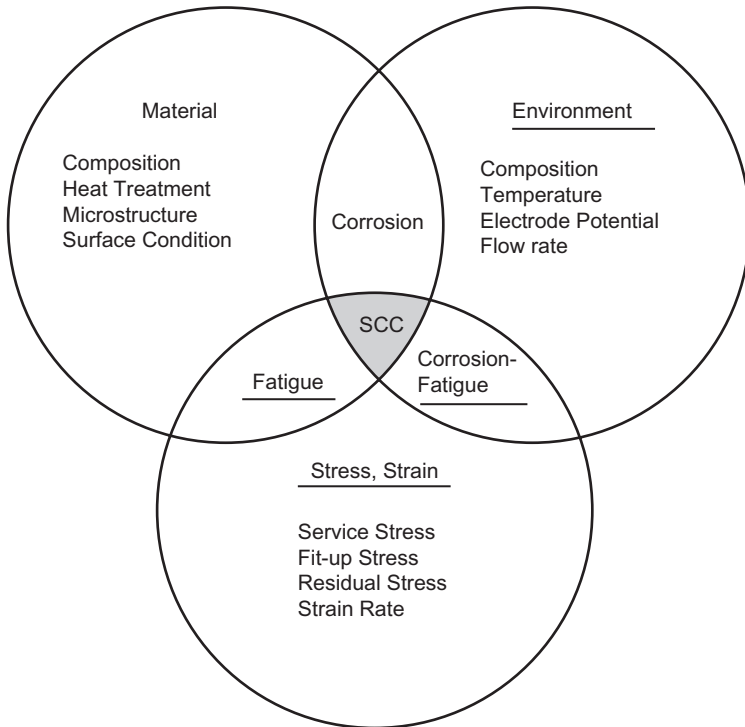 Material
Composition
Heat Treatment
Microstructure
Surface Condition
Environment
Composition
Temperature
Electrode Potential
Flow rate
Corrosion
SCC
Fatigue
Corrosion-
Fatigue
Stress, Strain
Service Stress
Fit-up Stress
Residual Stress
Strain Rate